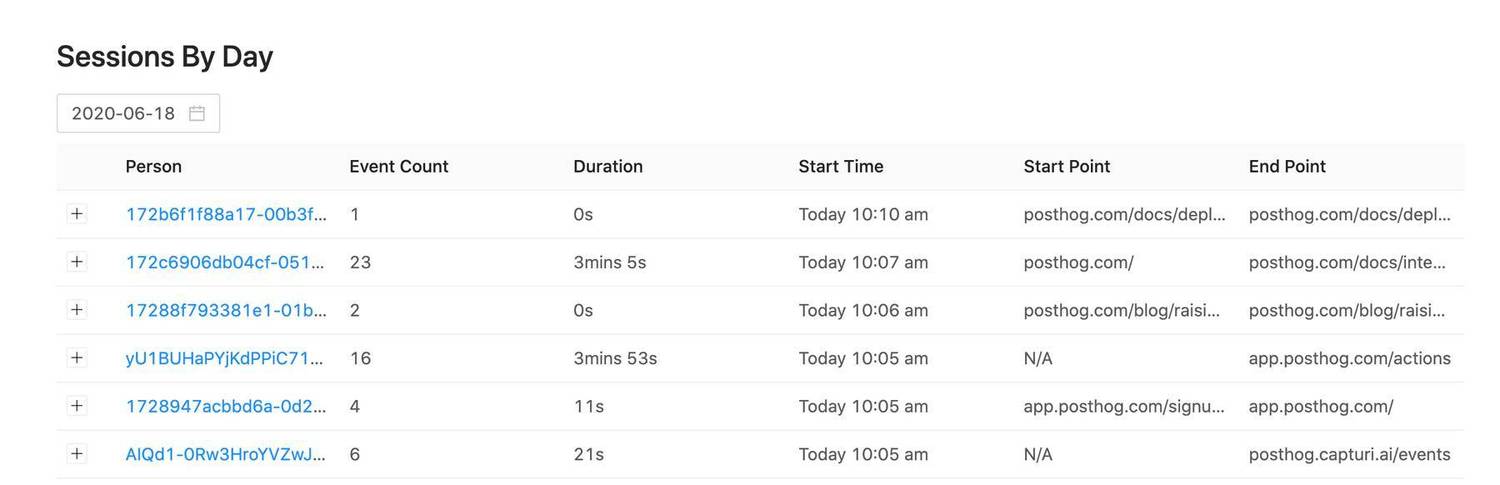 Sessions By Day
2020-06-18
Person Event Count Duration Start Time Start Point End Point
172b6f1f88a17-00b3f... 1 0s Today 10:10 am posthog.com/docs/depl... posthog.com/docs/depl...
172c6906db04cf-051... 23 3mins 5s Today 10:07 am posthog.com/ posthog.com/docs/inte...
17288f793381e1-01b... 2 0s Today 10:06 am posthog.com/blog/raisi... posthog.com/blog/raisi...
yU1BUHaPYjKdPPiC71... 16 3mins 53s Today 10:05 am N/A app.posthog.com/actions
1728947acbbd6a-0d2... 4 11s Today 10:05 am app.posthog.com/signu... app.posthog.com/
AlQd1-0Rw3HroYVZwJ... 6 21s Today 10:05 am N/A posthog.capturi.ai/events